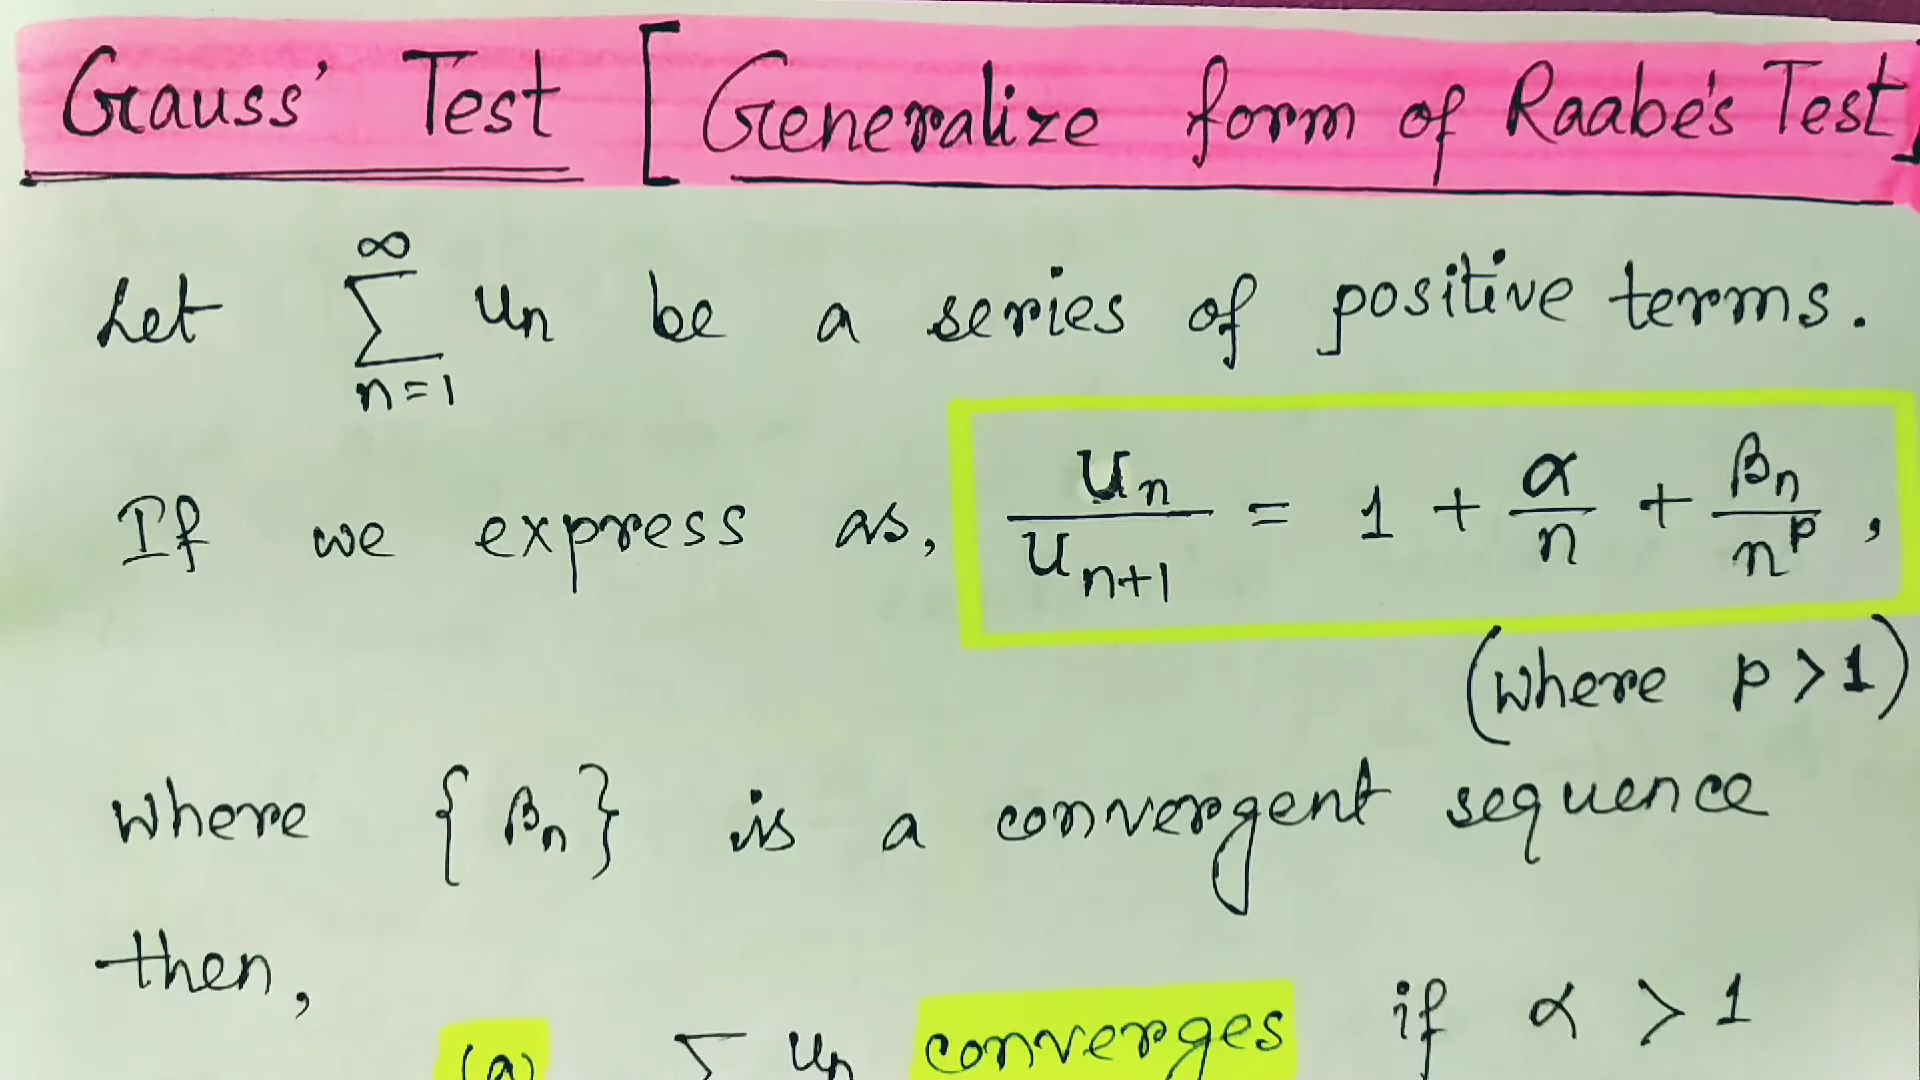 Gauss' Test [Generalize form of Raabe's Test]
Let ∑_{n=1}^{∞} u_n be a series of positive terms.
If we express as, u_n/u_{n+1} = 1 + α/n + β_n/n^p,
(where p>1)
where {β_n} is a convergent sequence
then,
(a) ∑ u_n converges if α > 1